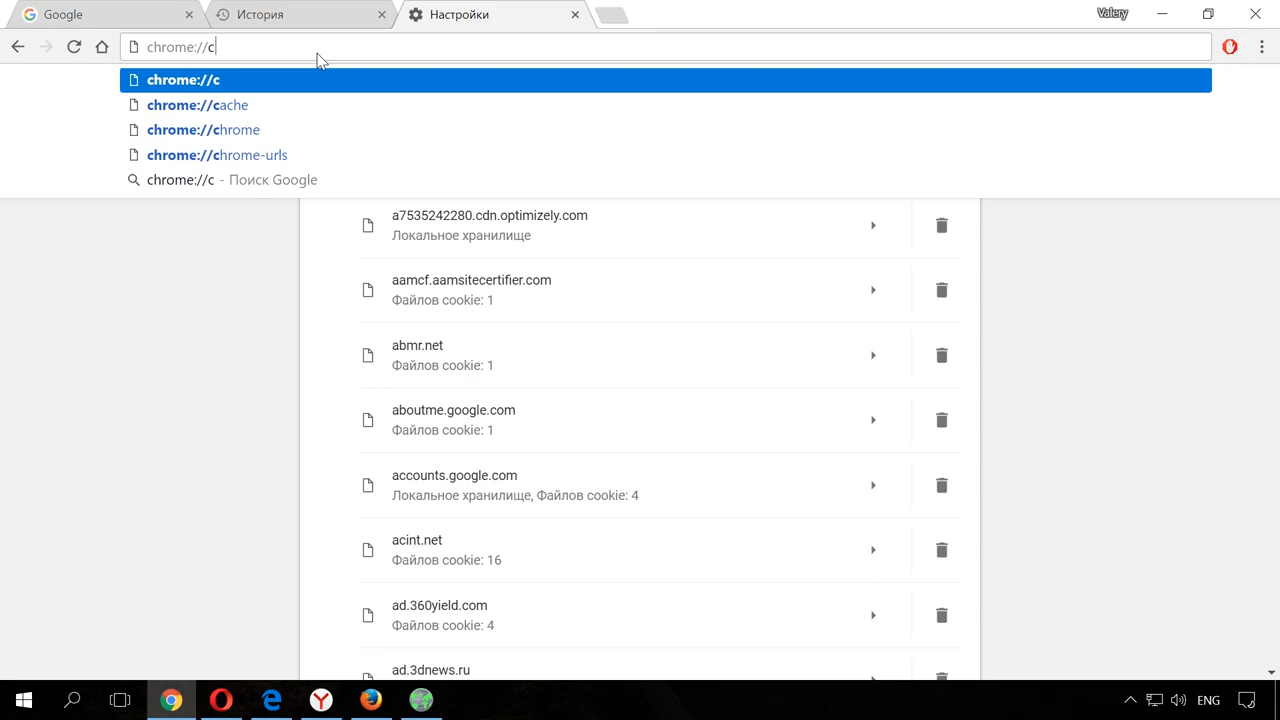 Google
История
Настройки
Valery
chrome://c
chrome://c
chrome://cache
chrome://chrome
chrome://chrome-urls
chrome://c - Поиск Google
a7535242280.cdn.optimizely.com
Локальное хранилище
aamcf.aamsitecertifier.com
Файлов cookie: 1
abmr.net
Файлов cookie: 1
aboutme.google.com
Файлов cookie: 1
accounts.google.com
Локальное хранилище, Файлов cookie: 4
acint.net
Файлов cookie: 16
ad.360yield.com
Файлов cookie: 4
ad.3dnews.ru
ENG